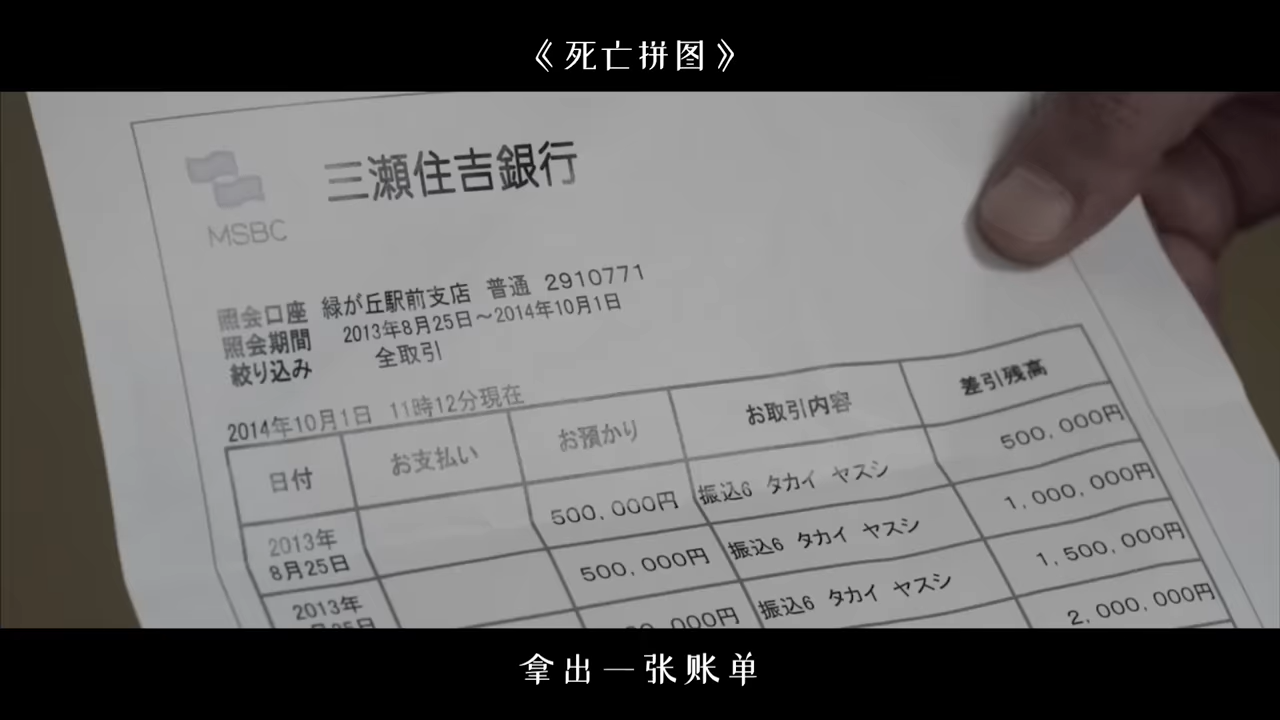 《死亡拼图》
三瀬住吉銀行
MSBC
照会口座 緑が丘駅前支店 普通 2910771
照会期間 2013年8月25日～2014年10月1日
絞り込み 全取引
2014年10月1日 11時12分現在
日付 お支払い お預かり お取引内容 差引残高
2013年
8月25日 500,000円 振込6 タカイ ヤスシ 500,000円
2013年 500,000円 振込6 タカイ ヤスシ 1,000,000円
振込6 タカイ ヤスシ 1,500,000円
2,000,000円
拿出一张账单